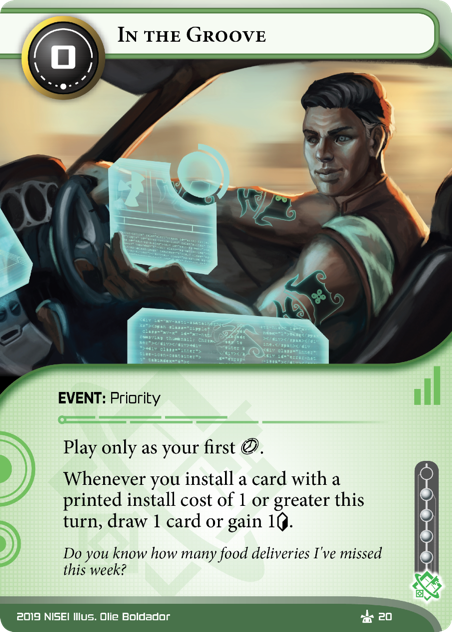 0
In the Groove
EVENT: Priority
Play only as your first .
Whenever you install a card with a
printed install cost of 1 or greater this
turn, draw 1 card or gain 1.
Do you know how many food deliveries I've missed
this week?
2019 NISEI Illus. Olie Boldador
20